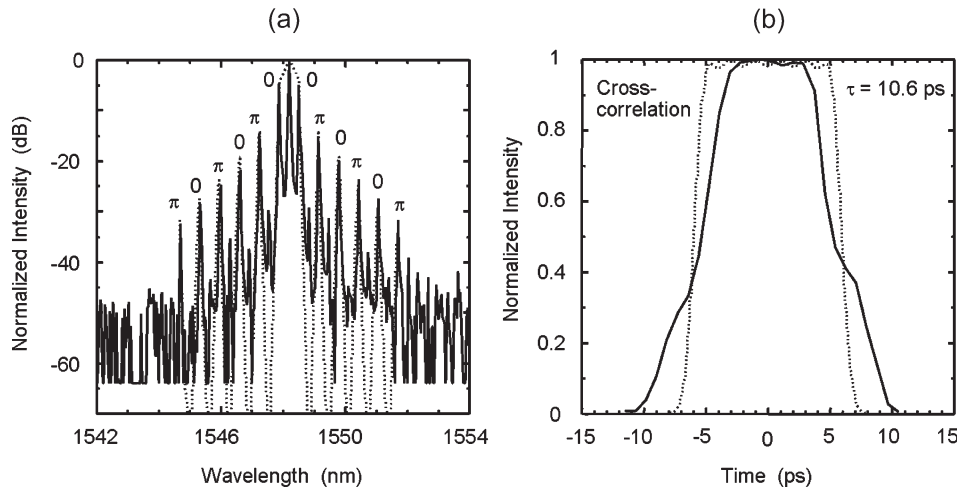 (a)
(b)
Normalized Intensity (dB)
0
-20
-40
-60
0 0
π π
0 0
π π
0 0
π π
1542 1546 1550 1554
Wavelength (nm)
Normalized Intensity
1
0.8
0.6
0.4
0.2
0
Cross-
correlation
τ = 10.6 ps
-15 -10 -5 0 5 10 15
Time (ps)